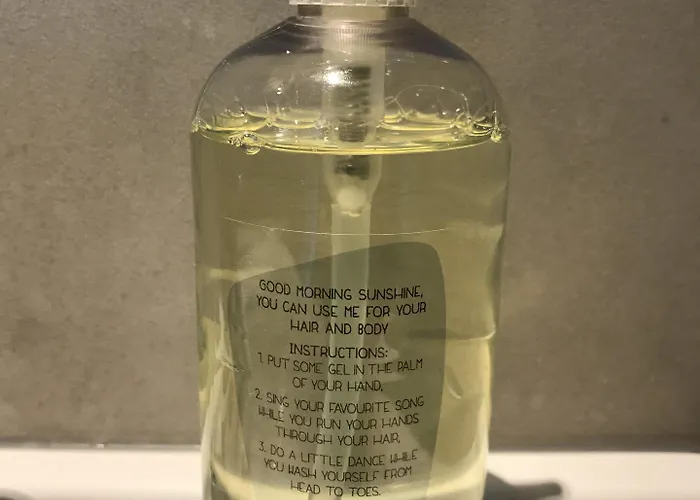 GOOD MORNING SUNSHINE,
YOU CAN USE ME FOR YOUR
HAIR AND BODY
INSTRUCTIONS:
1. PUT SOME GEL IN THE PALM
OF YOUR HAND,
2. SING YOUR FAVOURITE SONG
WHILE YOU RUN YOUR HANDS
THROUGH YOUR HAIR,
3. DO A LITTLE DANCE WHILE
YOU WASH YOURSELF FROM
HEAD TO TOES.